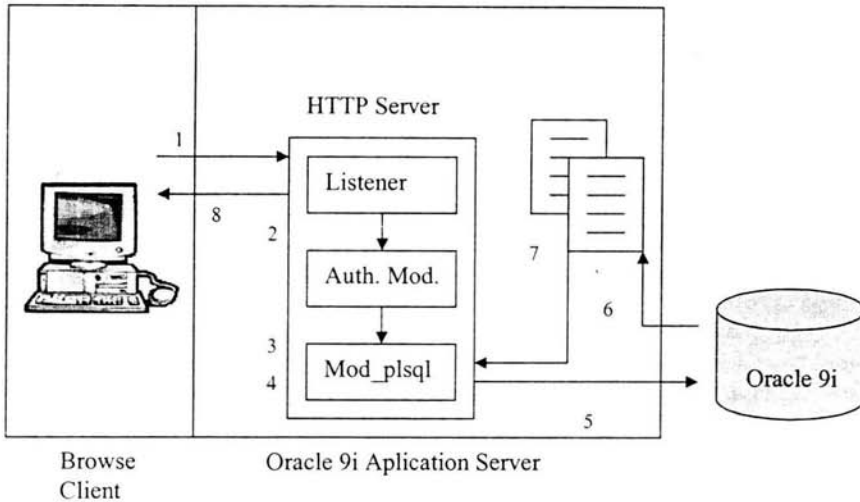 HTTP Server
1
Listener
8
2
7
Auth. Mod.
6
3
Mod_plsql
4
Oracle 9i
5
Browse
Client
Oracle 9i Aplication Server